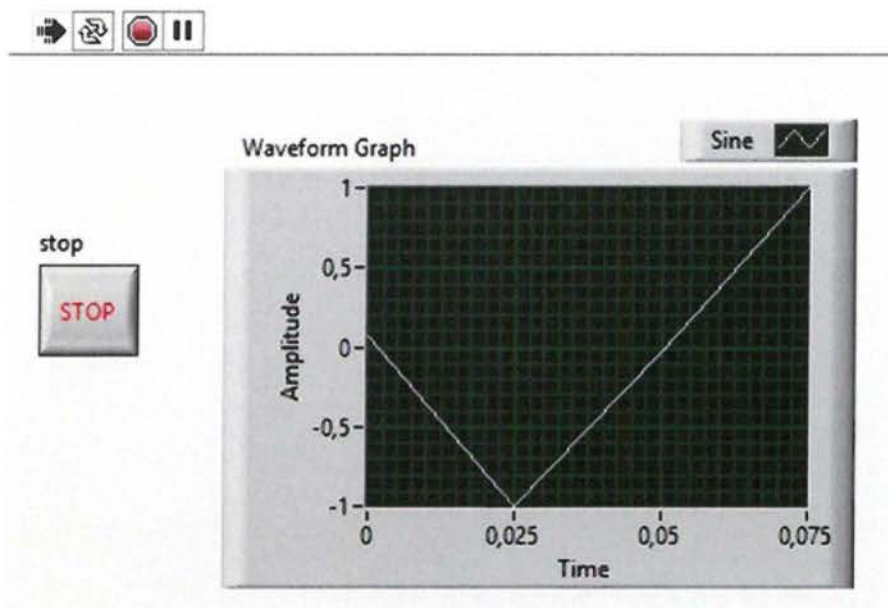 Waveform Graph
Sine
stop
STOP
Amplitude
1
0,5
0
-0,5
-1
0
0,025
0,05
0,075
Time